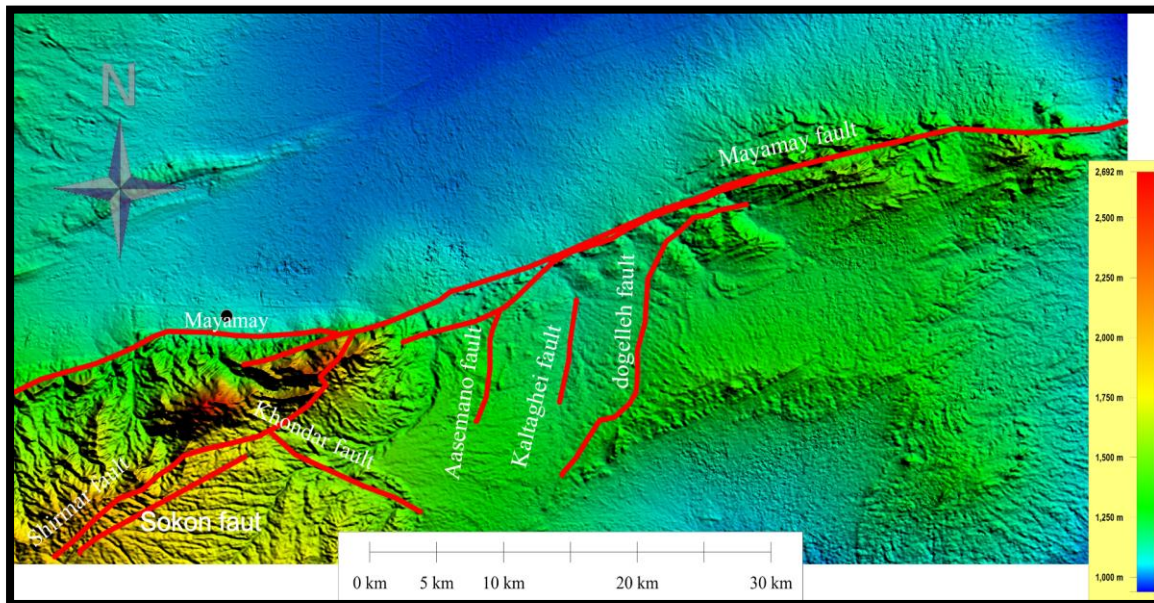 N
Mayamay fault
Mayamay
Aasemano fault
Kaltaghei fault
dogelleh fault
Khondar fault
Shirmal fault
Sokon faut
2,692 m
2,500 m
2,250 m
2,000 m
1,750 m
1,500 m
1,250 m
1,000 m
0 km 5 km 10 km 20 km 30 km